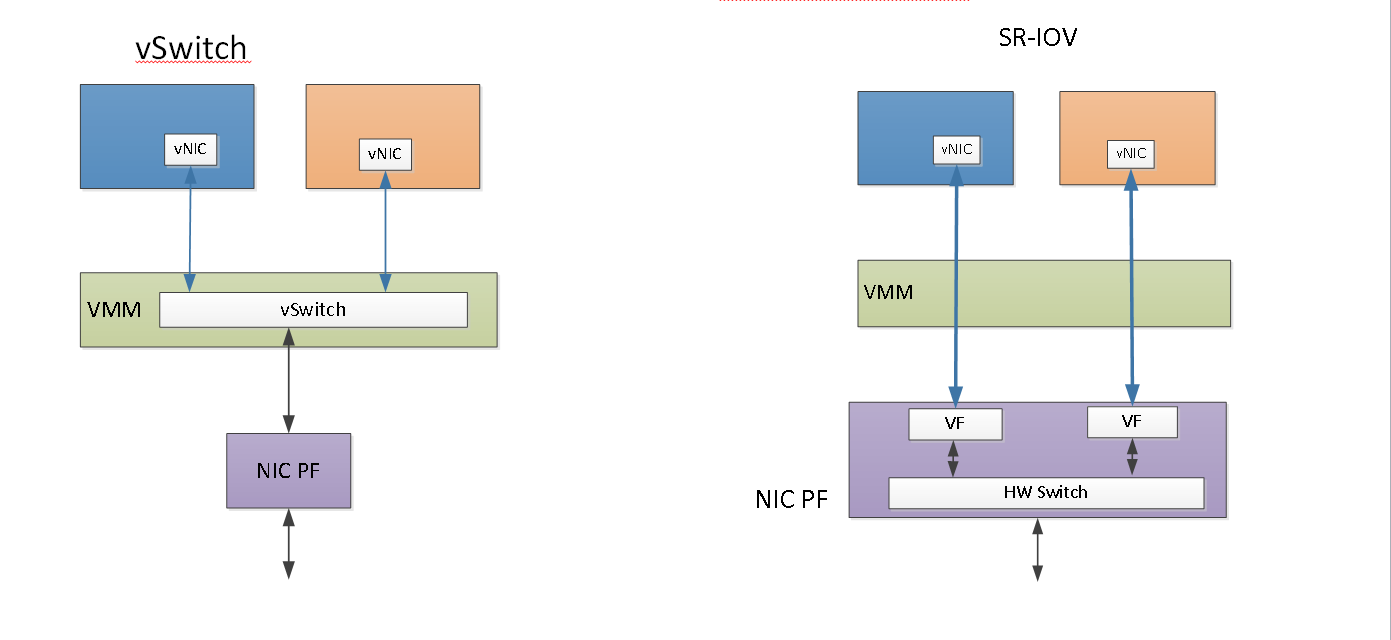 vSwitch
vNIC
vNIC
VMM
vSwitch
NIC PF
SR-IOV
vNIC
vNIC
VMM
VF
VF
HW Switch
NIC PF